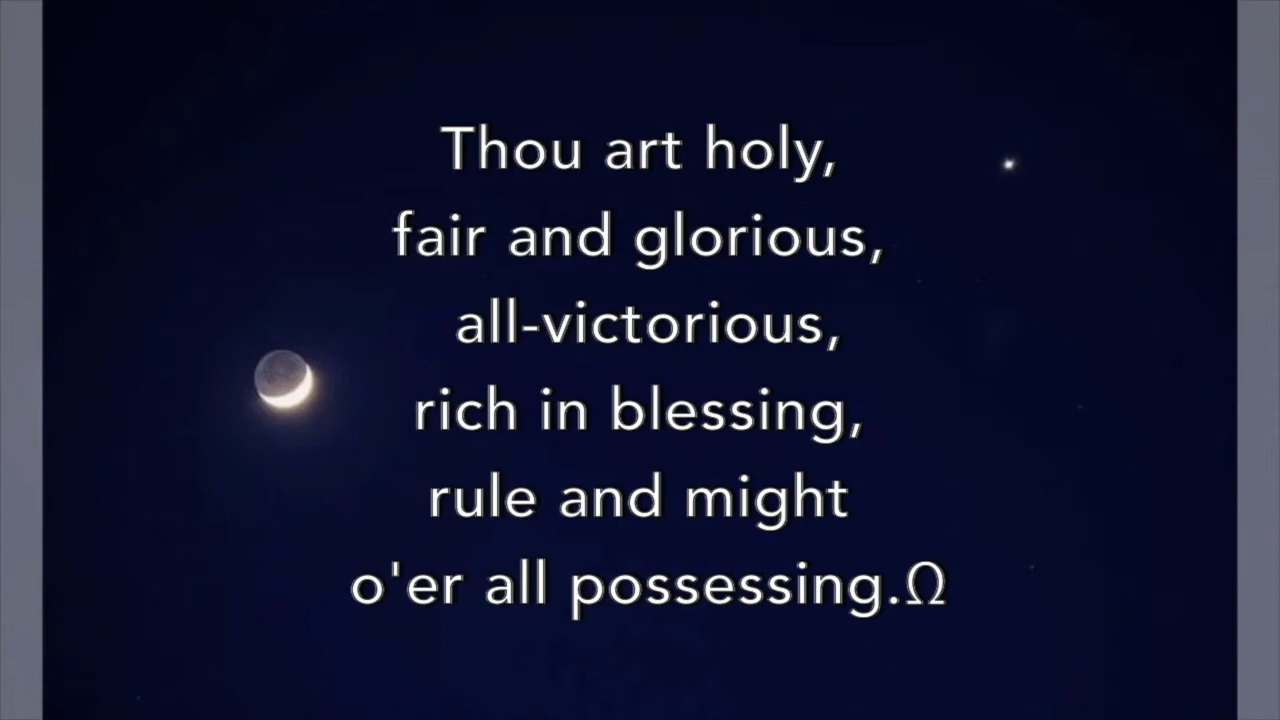 Thou art holy,
fair and glorious,
all-victorious,
rich in blessing,
rule and might
o'er all possessing.Ω